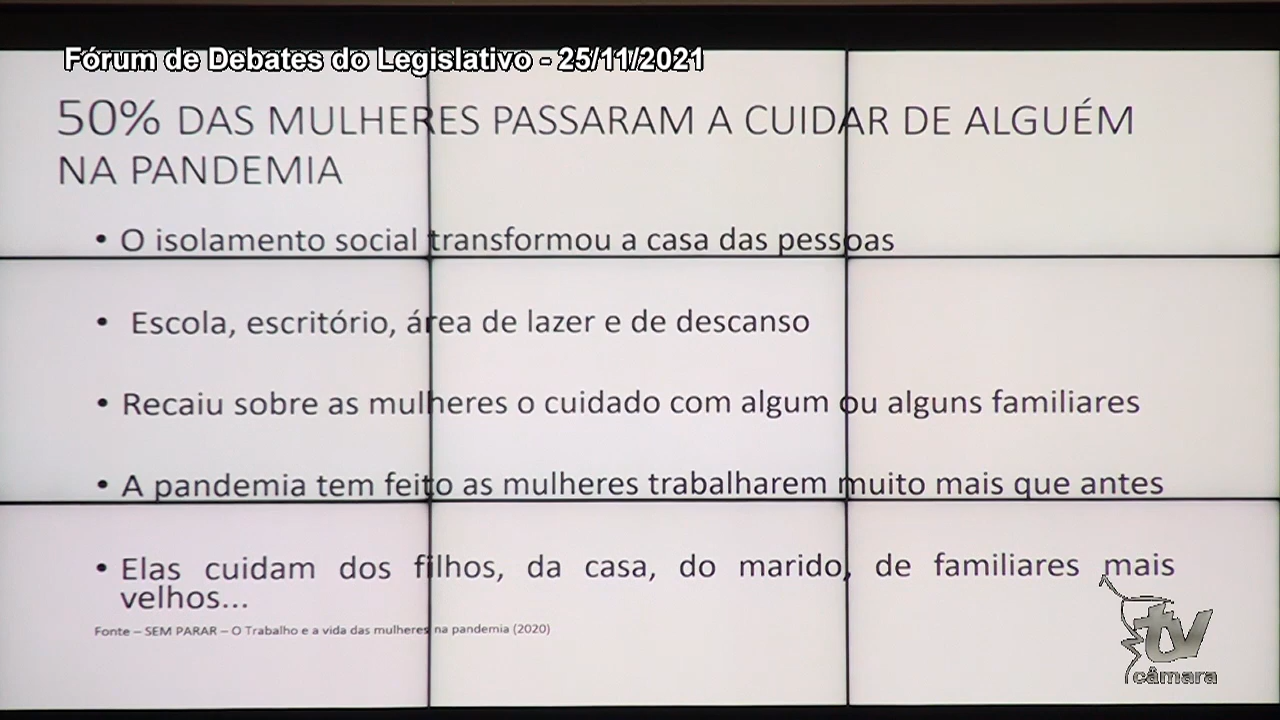 Fórum de Debates do Legislativo - 25/11/2021
50% DAS MULHERES PASSARAM A CUIDAR DE ALGUÉM
NA PANDEMIA
• O isolamento social transformou a casa das pessoas
• Escola, escritório, área de lazer e de descanso
• Recaiu sobre as mulheres o cuidado com algum ou alguns familiares
• A pandemia tem feito as mulheres trabalharem muito mais que antes
• Elas cuidam dos filhos, da casa, do marido, de familiares mais
velhos...
Fonte – SEM PARAR – O Trabalho e a vida das mulheres na pandemia (2020)
tv
câmara